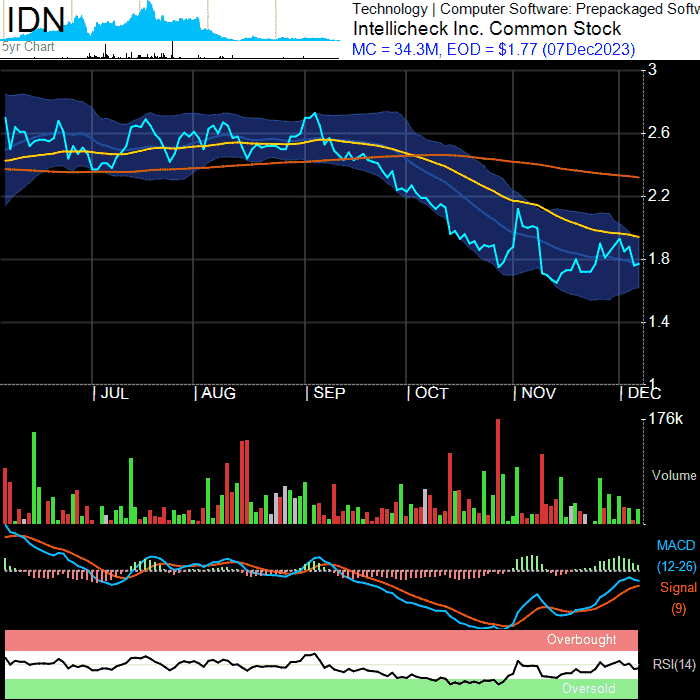 IDN
5yr Chart
Technology | Computer Software: Prepackaged Softw
Intellicheck Inc. Common Stock
MC = 34.3M, EOD = $1.77 (07Dec2023)
3
2.6
2.2
1.8
1.4
1
| JUL | AUG | SEP | OCT | NOV | DEC
176k
Volume
MACD
(12-26)
Signal
(9)
Overbought
RSI(14)
Oversold